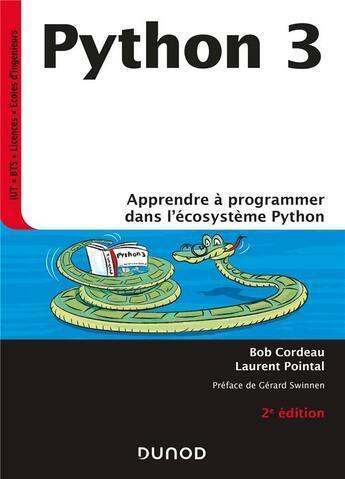 Python 3
IUT • BTS • Licences • Écoles d'ingénieurs
Apprendre à programmer
dans l'écosystème Python
Python 3
Bob Cordeau
Laurent Pointal
Préface de Gérard Swinnen
2e édition
DUNOD